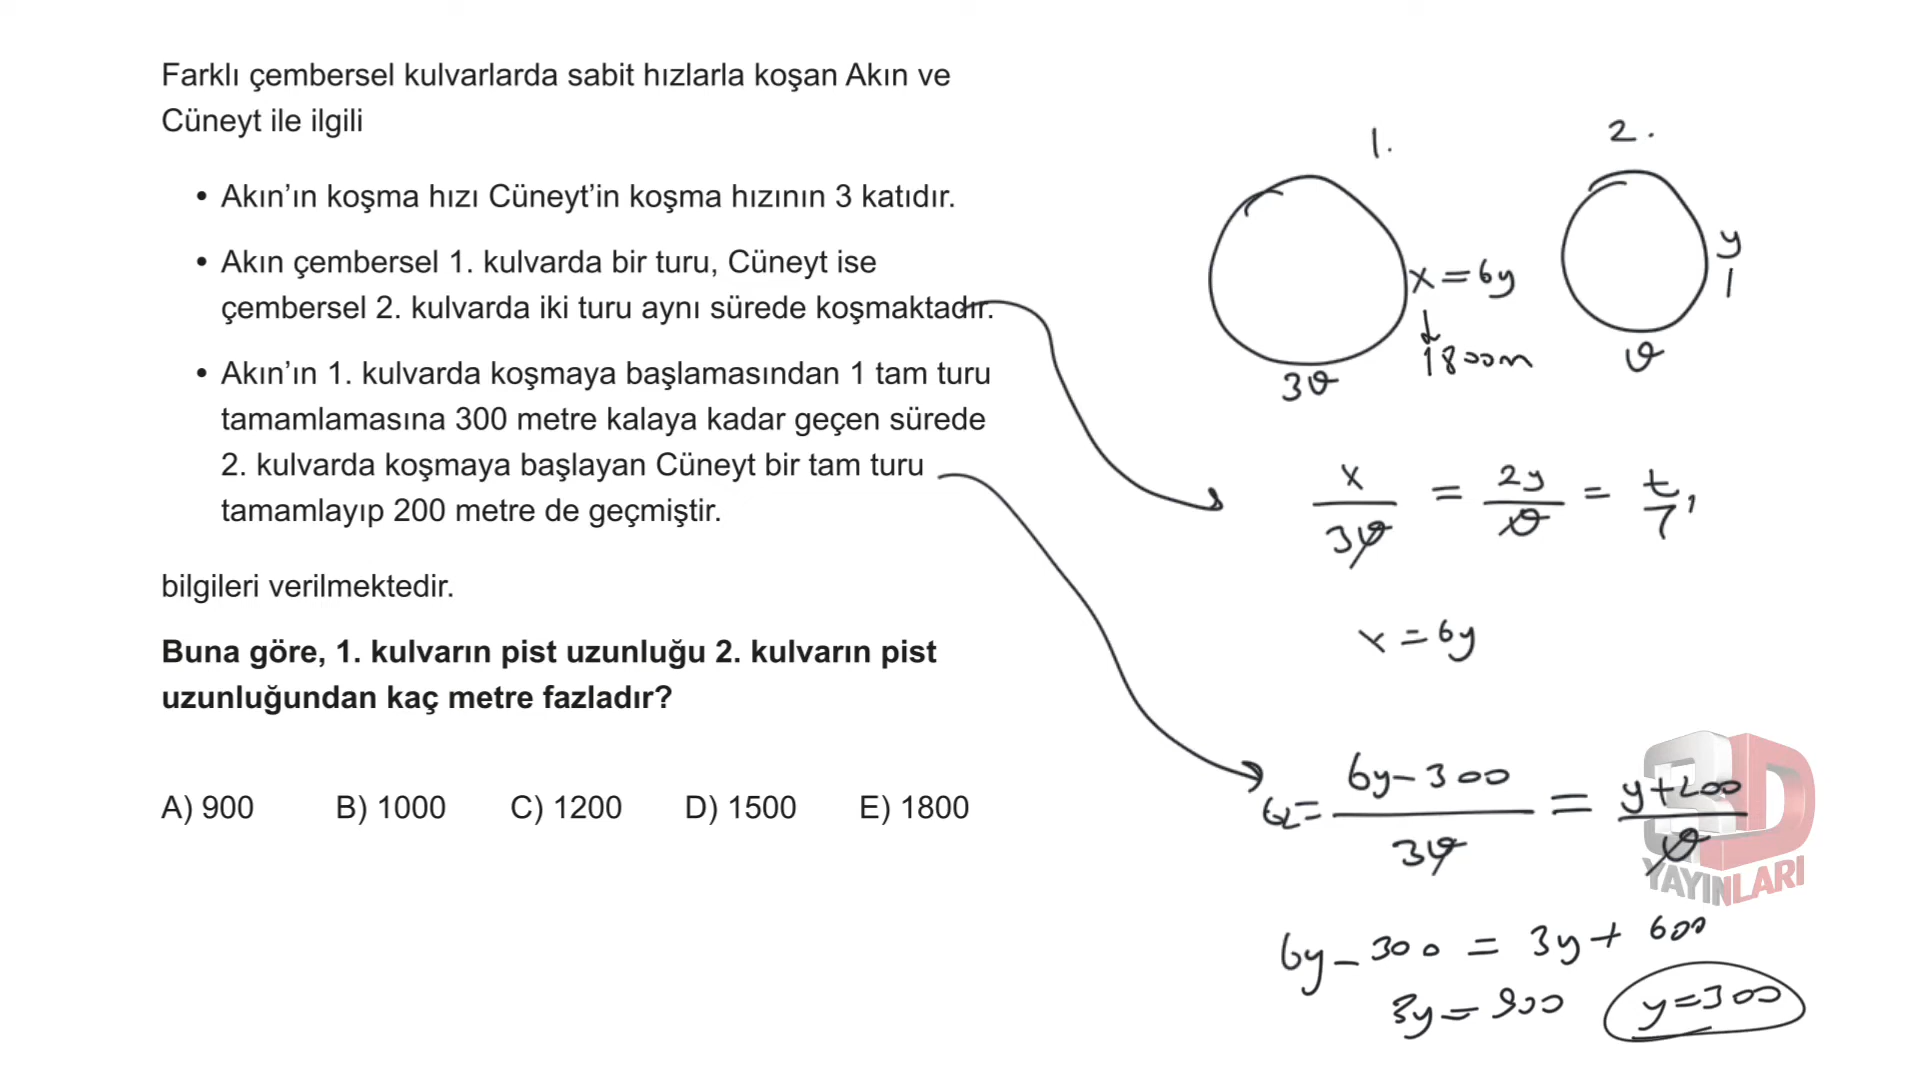 Farklı çembersel kulvarlarda sabit hızlarla koşan Akın ve
Cüneyt ile ilgili
• Akın’ın koşma hızı Cüneyt’in koşma hızının 3 katıdır.
• Akın çembersel 1. kulvarda bir turu, Cüneyt ise
çembersel 2. kulvarda iki turu aynı sürede koşmaktadır.
• Akın’ın 1. kulvarda koşmaya başlamasından 1 tam turu
tamamlamasına 300 metre kalaya kadar geçen sürede
2. kulvarda koşmaya başlayan Cüneyt bir tam turu
tamamlayıp 200 metre de geçmiştir.
bilgileri verilmektedir.
Buna göre, 1. kulvarın pist uzunluğu 2. kulvarın pist
uzunluğundan kaç metre fazladır?
A) 900 B) 1000 C) 1200 D) 1500 E) 1800
1. 2.
x = 6y y
1800m
3v v
x/3v = 2y/v =
x = 6y
6y-300/3v = y+200/v
3D
YAYINLARI
6y - 300 = 3y + 600
3y = 900 y=300